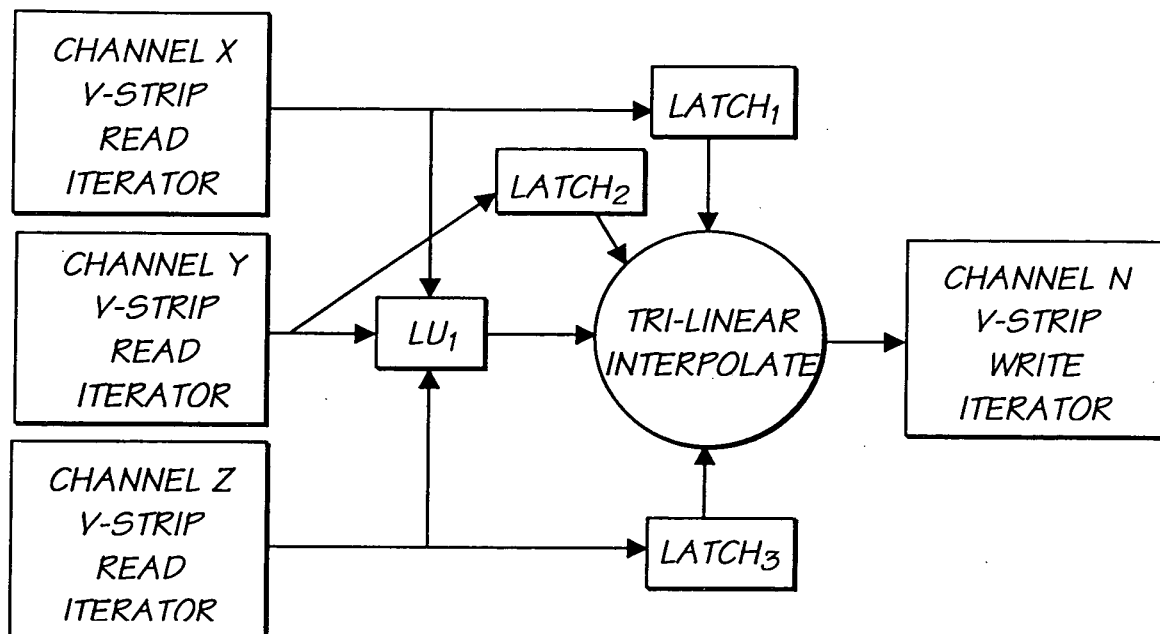 CHANNEL X
V-STRIP
READ
ITERATOR
LATCH1
LATCH2
CHANNEL Y
V-STRIP
READ
ITERATOR
LU1
TRI-LINEAR
INTERPOLATE
CHANNEL N
V-STRIP
WRITE
ITERATOR
CHANNEL Z
V-STRIP
READ
ITERATOR
LATCH3